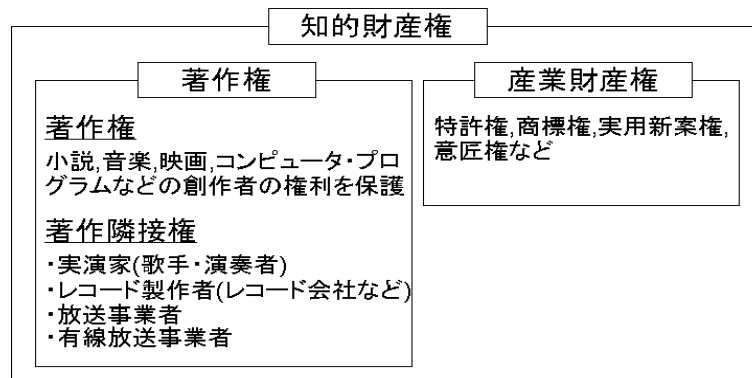 知的財産権
著作権
著作権
小説,音楽,映画,コンピュータ・プロ
グラムなどの創作者の権利を保護
著作隣接権
・実演家(歌手・演奏者)
・レコード製作者(レコード会社など)
・放送事業者
・有線放送事業者
産業財産権
特許権,商標権,実用新案権,
意匠権など